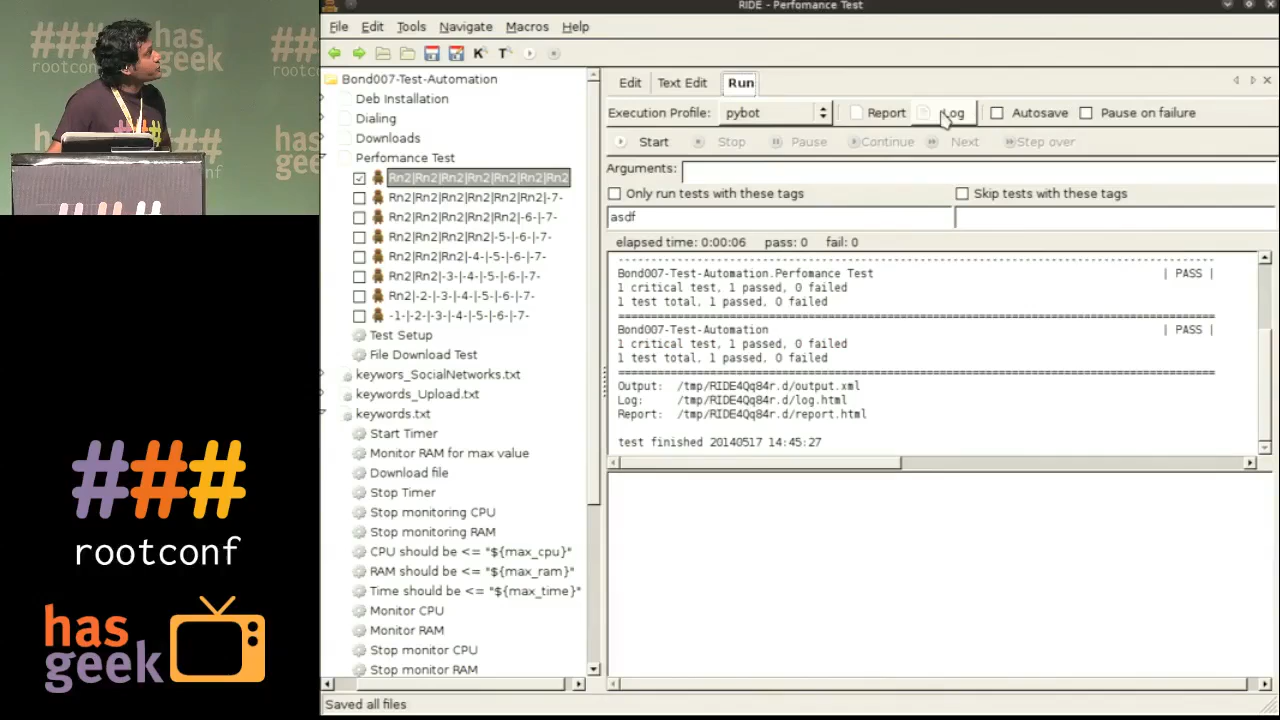 ###
rootconf
has
geek
###
###
rootconf
has
geek
RIDE - Perfomance Test
File Edit Tools Navigate Macros Help
K T
Bond007-Test-Automation
Deb Installation
Dialing
Downloads
Perfomance Test
Rn2|Rn2|Rn2|Rn2|Rn2|Rn2|Rn2
Rn2|Rn2|Rn2|Rn2|Rn2|Rn2|-7-
Rn2|Rn2|Rn2|Rn2|Rn2|-6-|-7-
Rn2|Rn2|Rn2|Rn2|-5-|-6-|-7-
Rn2|Rn2|Rn2|-4-|-5-|-6-|-7-
Rn2|Rn2|-3-|-4-|-5-|-6-|-7-
Rn2|-2-|-3-|-4-|-5-|-6-|-7-
-1-|-2-|-3-|-4-|-5-|-6-|-7-
Test Setup
File Download Test
keywors_SocialNetworks.txt
keywords_Upload.txt
keywords.txt
Start Timer
Monitor RAM for max value
Download file
Stop Timer
Stop monitoring CPU
Stop monitoring RAM
CPU should be <= "${max_cpu}"
RAM should be <= "${max_ram}"
Time should be <= "${max_time}"
Monitor CPU
Monitor RAM
Stop monitor CPU
Stop monitor RAM
Edit Text Edit Run
Execution Profile: pybot Report Log Autosave Pause on failure
Start Stop Pause Continue Next Step over
Arguments:
Only run tests with these tags Skip tests with these tags
asdf
elapsed time: 0:00:06 pass: 0 fail: 0
Bond007-Test-Automation.Perfomance Test | PASS |
1 critical test, 1 passed, 0 failed
1 test total, 1 passed, 0 failed
Bond007-Test-Automation | PASS |
1 critical test, 1 passed, 0 failed
1 test total, 1 passed, 0 failed
Output: /tmp/RIDE4Qq84r.d/output.xml
Log: /tmp/RIDE4Qq84r.d/log.html
Report: /tmp/RIDE4Qq84r.d/report.html
test finished 20140517 14:45:27
Saved all files